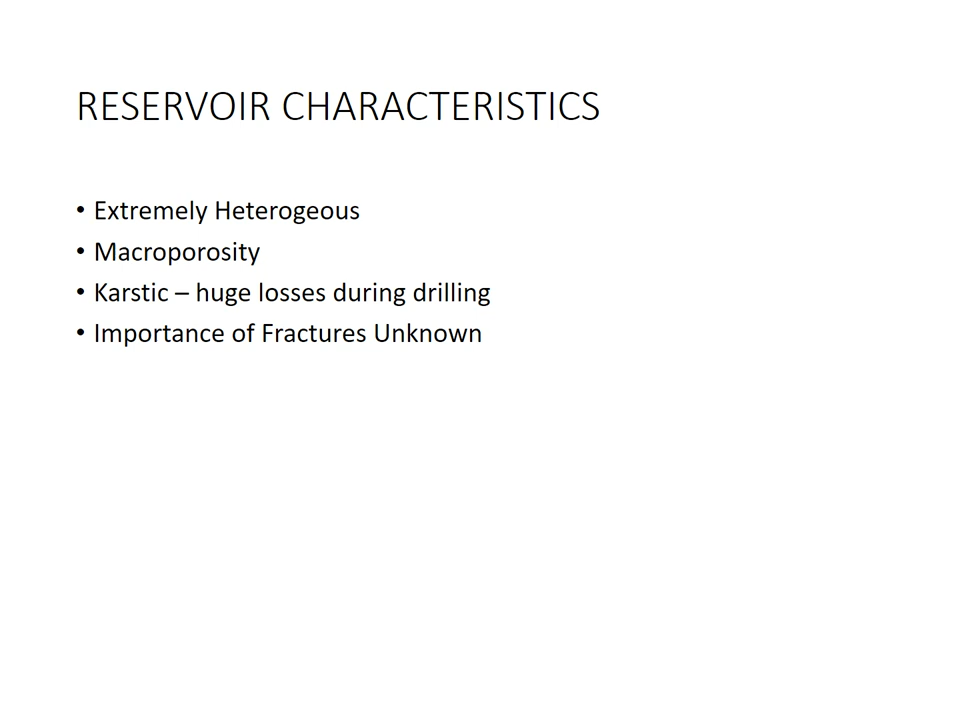 RESERVOIR CHARACTERISTICS
• Extremely Heterogeous
• Macroporosity
• Karstic – huge losses during drilling
• Importance of Fractures Unknown